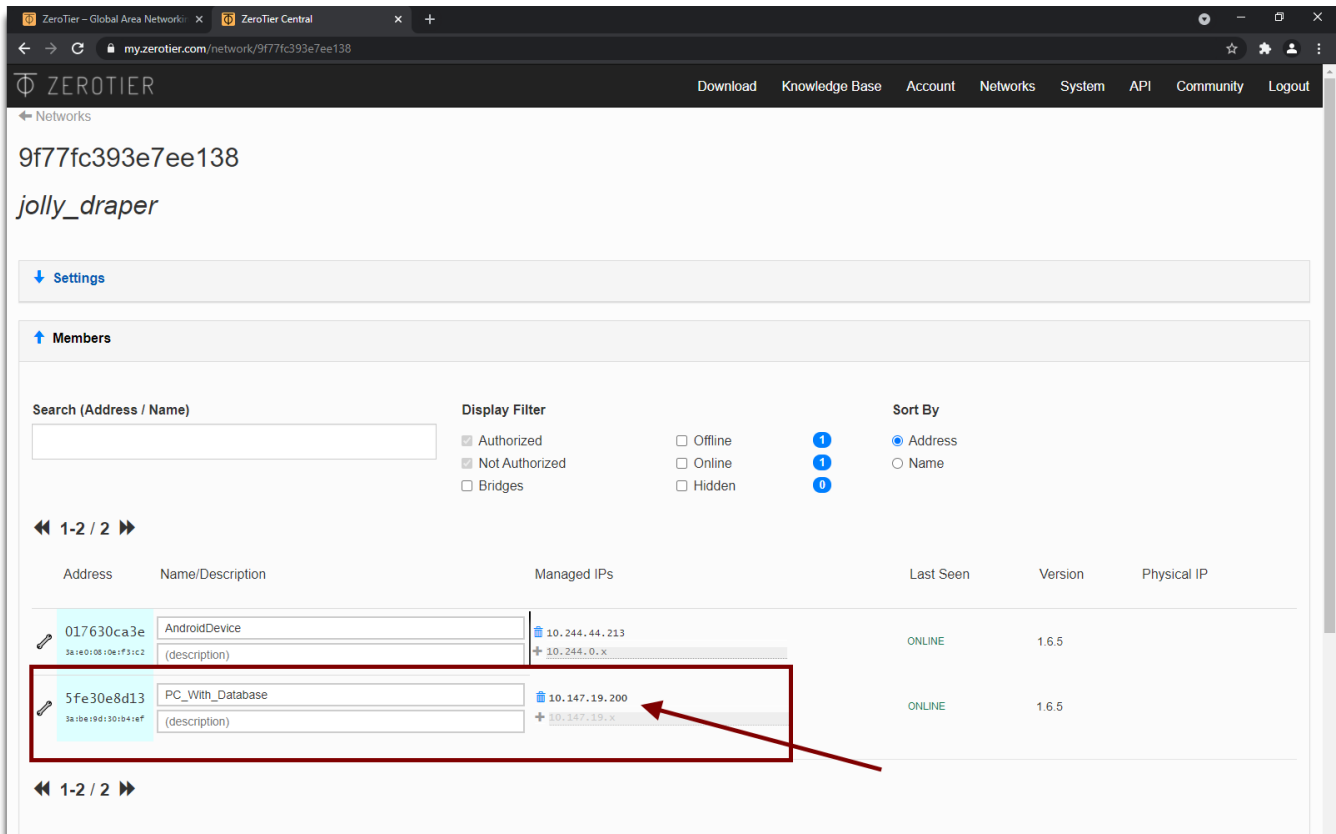 ZeroTier – Global Area Networkin
ZeroTier Central
my.zerotier.com/network/9f77fc393e7ee138
ZEROTIER
Download Knowledge Base Account Networks System API Community Logout
Networks
9f77fc393e7ee138
jolly_draper
Settings
Members
Search (Address / Name) Display Filter Sort By
Authorized Offline 1 Address
Not Authorized Online 1 Name
Bridges Hidden 0
1-2 / 2
Address Name/Description Managed IPs Last Seen Version Physical IP
017630ca3e AndroidDevice 10.244.44.213 ONLINE 1.6.5
3a:e0:08:0e:f3:c2 (description) 10.244.0.x
5fe30e8d13 PC_With_Database 10.147.19.200 ONLINE 1.6.5
3a:be:9d:30:b4:ef (description) 10.147.19.x
1-2 / 2